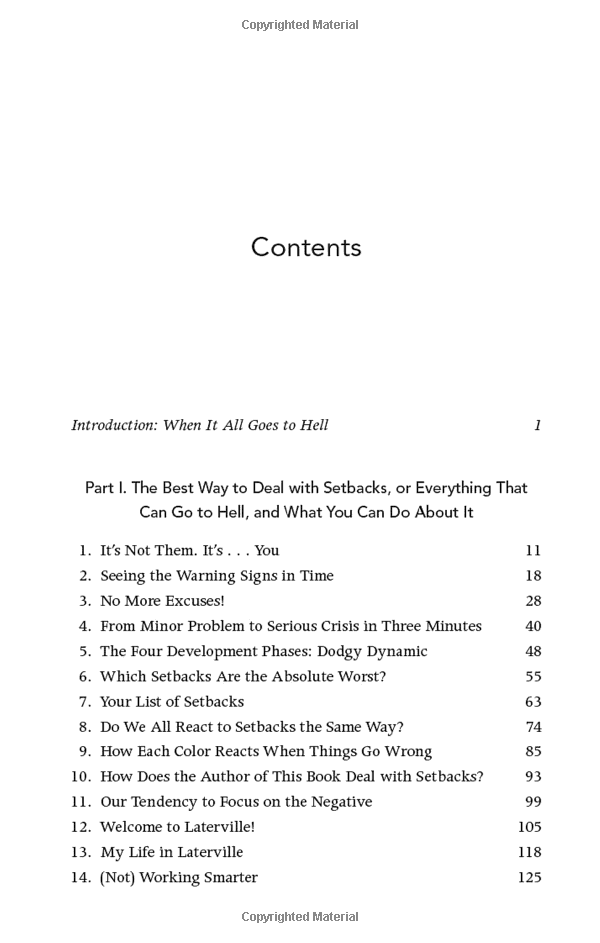 Copyrighted Material
Contents
Introduction: When It All Goes to Hell 1
Part I. The Best Way to Deal with Setbacks, or Everything That
Can Go to Hell, and What You Can Do About It
1. It's Not Them. It's . . . You 11
2. Seeing the Warning Signs in Time 18
3. No More Excuses! 28
4. From Minor Problem to Serious Crisis in Three Minutes 40
5. The Four Development Phases: Dodgy Dynamic 48
6. Which Setbacks Are the Absolute Worst? 55
7. Your List of Setbacks 63
8. Do We All React to Setbacks the Same Way? 74
9. How Each Color Reacts When Things Go Wrong 85
10. How Does the Author of This Book Deal with Setbacks? 93
11. Our Tendency to Focus on the Negative 99
12. Welcome to Laterville! 105
13. My Life in Laterville 118
14. (Not) Working Smarter 125
Copyrighted Material